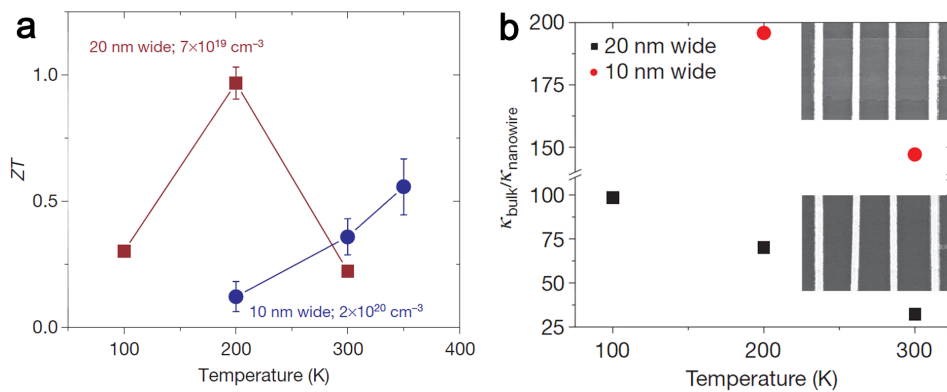 a
20 nm wide; 7×10¹⁹ cm⁻³
1.0
0.5
0.0
ZT
10 nm wide; 2×10²⁰ cm⁻³
100
200
300
400
Temperature (K)
b
200
175
150
100
75
50
25
κbulk/κnanowire
20 nm wide
10 nm wide
100
200
300
Temperature (K)